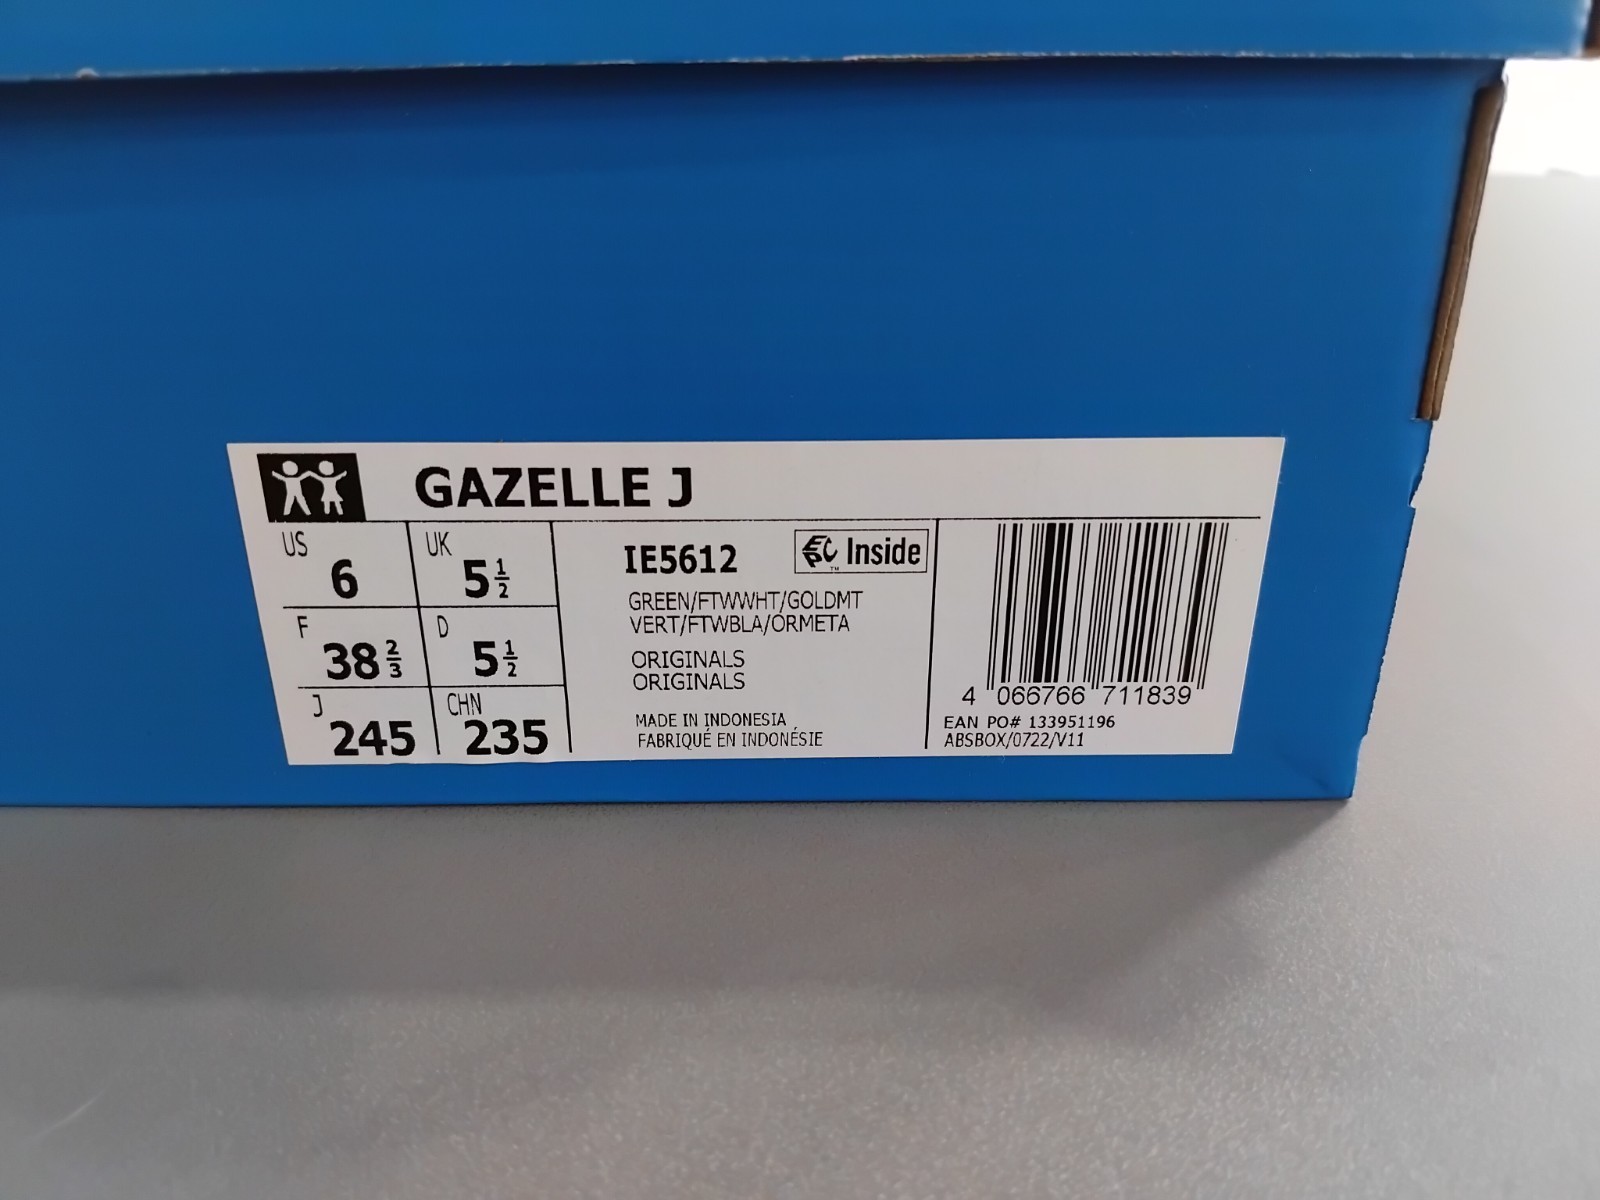 GAZELLE J
US 6
UK 5 1/2
F 38 2/3
D 5 1/2
J 245
CHN 235
IE5612
EPC Inside
™
GREEN/FTWWHT/GOLDMT
VERT/FTWBLA/ORMETA
ORIGINALS
ORIGINALS
MADE IN INDONESIA
FABRIQUÉ EN INDONÉSIE
4 066766 711839
EAN PO# 133951196
ABSBOX/0722/V11